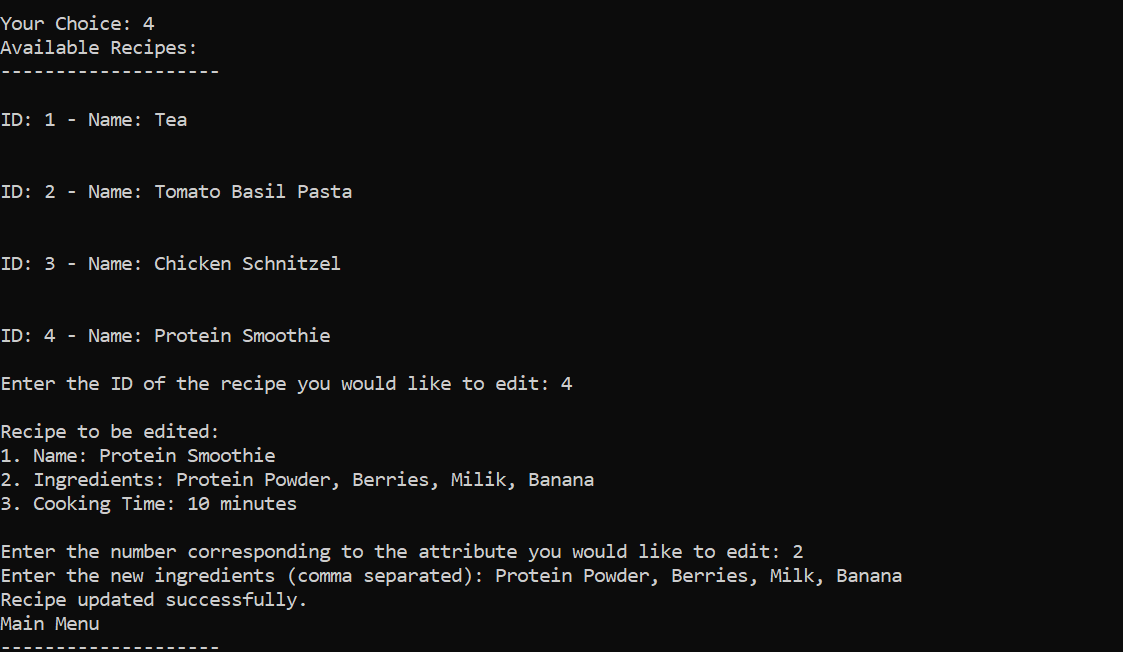 Your Choice: 4
Available Recipes:
--------------------
ID: 1 - Name: Tea
ID: 2 - Name: Tomato Basil Pasta
ID: 3 - Name: Chicken Schnitzel
ID: 4 - Name: Protein Smoothie
Enter the ID of the recipe you would like to edit: 4
Recipe to be edited:
1. Name: Protein Smoothie
2. Ingredients: Protein Powder, Berries, Milik, Banana
3. Cooking Time: 10 minutes
Enter the number corresponding to the attribute you would like to edit: 2
Enter the new ingredients (comma separated): Protein Powder, Berries, Milk, Banana
Recipe updated successfully.
Main Menu
--------------------